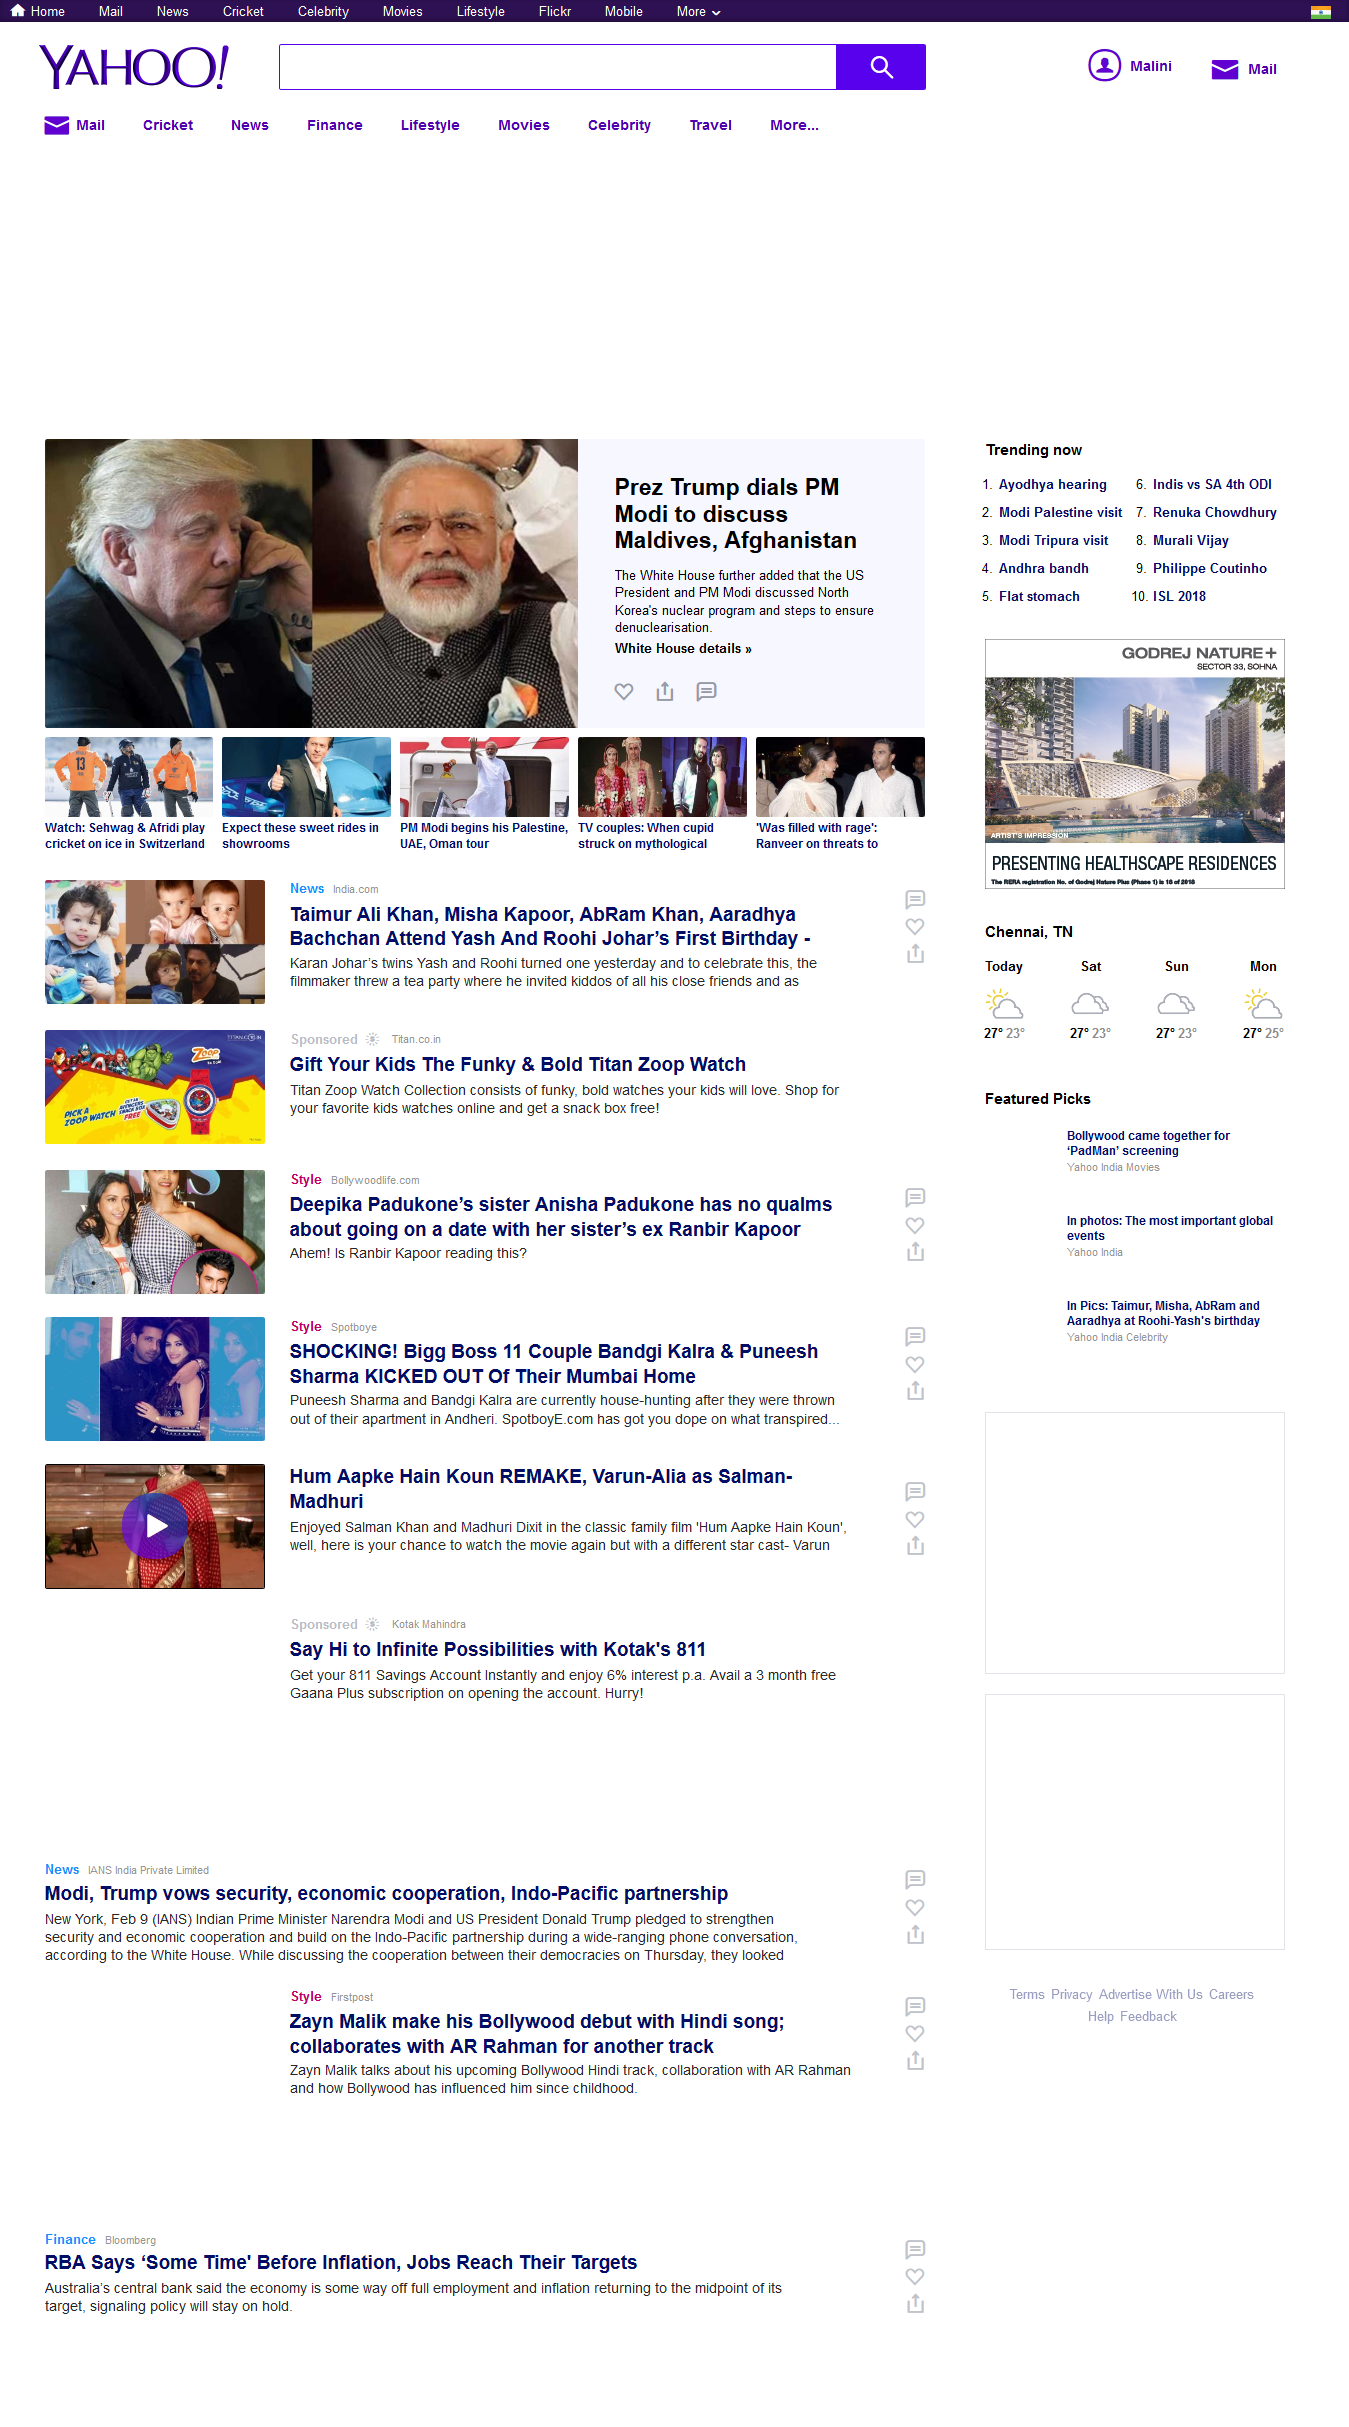 Home Mail News Cricket Celebrity Movies Lifestyle Flickr Mobile More
YAHOO!
Malini
Mail
Mail Cricket News Finance Lifestyle Movies Celebrity Travel More...
Prez Trump dials PM
Modi to discuss
Maldives, Afghanistan
The White House further added that the US
President and PM Modi discussed North
Korea's nuclear program and steps to ensure
denuclearisation.
White House details »
13
Watch: Sehwag & Afridi play
cricket on ice in Switzerland
Expect these sweet rides in
showrooms
PM Modi begins his Palestine,
UAE, Oman tour
TV couples: When cupid
struck on mythological
'Was filled with rage':
Ranveer on threats to
News India.com
Taimur Ali Khan, Misha Kapoor, AbRam Khan, Aaradhya
Bachchan Attend Yash And Roohi Johar's First Birthday -
Karan Johar's twins Yash and Roohi turned one yesterday and to celebrate this, the
filmmaker threw a tea party where he invited kiddos of all his close friends and as
TITAN.CO.IN
ZOOP
PICK A
ZOOP WATCH
GET AN
AVENGERS
SNACK BOX
FREE
Sponsored Titan.co.in
Gift Your Kids The Funky & Bold Titan Zoop Watch
Titan Zoop Watch Collection consists of funky, bold watches your kids will love. Shop for
your favorite kids watches online and get a snack box free!
Style Bollywoodlife.com
Deepika Padukone's sister Anisha Padukone has no qualms
about going on a date with her sister's ex Ranbir Kapoor
Ahem! Is Ranbir Kapoor reading this?
Style Spotboye
SHOCKING! Bigg Boss 11 Couple Bandgi Kalra & Puneesh
Sharma KICKED OUT Of Their Mumbai Home
Puneesh Sharma and Bandgi Kalra are currently house-hunting after they were thrown
out of their apartment in Andheri. SpotboyE.com has got you dope on what transpired...
Hum Aapke Hain Koun REMAKE, Varun-Alia as Salman-
Madhuri
Enjoyed Salman Khan and Madhuri Dixit in the classic family film 'Hum Aapke Hain Koun',
well, here is your chance to watch the movie again but with a different star cast- Varun
Sponsored Kotak Mahindra
Say Hi to Infinite Possibilities with Kotak's 811
Get your 811 Savings Account Instantly and enjoy 6% interest p.a. Avail a 3 month free
Gaana Plus subscription on opening the account. Hurry!
News IANS India Private Limited
Modi, Trump vows security, economic cooperation, Indo-Pacific partnership
New York, Feb 9 (IANS) Indian Prime Minister Narendra Modi and US President Donald Trump pledged to strengthen
security and economic cooperation and build on the Indo-Pacific partnership during a wide-ranging phone conversation,
according to the White House. While discussing the cooperation between their democracies on Thursday, they looked
Style Firstpost
Zayn Malik make his Bollywood debut with Hindi song;
collaborates with AR Rahman for another track
Zayn Malik talks about his upcoming Bollywood Hindi track, collaboration with AR Rahman
and how Bollywood has influenced him since childhood.
Finance Bloomberg
RBA Says 'Some Time' Before Inflation, Jobs Reach Their Targets
Australia's central bank said the economy is some way off full employment and inflation returning to the midpoint of its
target, signaling policy will stay on hold.
Trending now
1. Ayodhya hearing
2. Modi Palestine visit
3. Modi Tripura visit
4. Andhra bandh
5. Flat stomach
6. Indis vs SA 4th ODI
7. Renuka Chowdhury
8. Murali Vijay
9. Philippe Coutinho
10. ISL 2018
GODREJ NATURE+
SECTOR 33, SOHNA
ARTIST'S IMPRESSION
PRESENTING HEALTHSCAPE RESIDENCES
The RERA registration No. of Godrej Nature Plus (Phase 1) is 16 of 2018
Chennai, TN
Today Sat Sun Mon
27° 23° 27° 23° 27° 23° 27° 25°
Featured Picks
Bollywood came together for
'PadMan' screening
Yahoo India Movies
In photos: The most important global
events
Yahoo India
In Pics: Taimur, Misha, AbRam and
Aaradhya at Roohi-Yash's birthday
Yahoo India Celebrity
Terms Privacy Advertise With Us Careers
Help Feedback